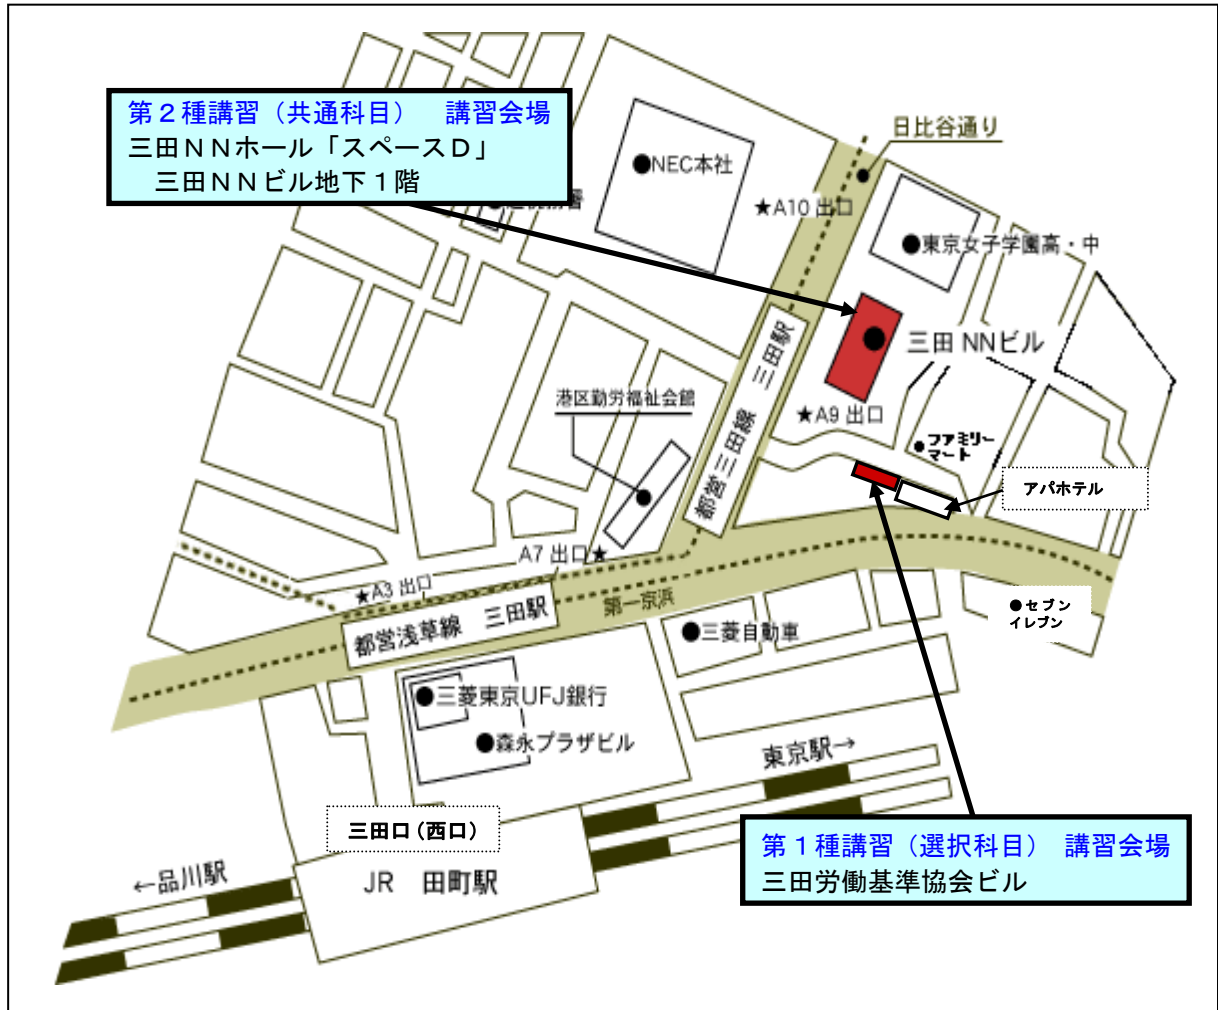 第２種講習（共通科目）　講習会場
三田ＮＮホール「スペースＤ」
三田ＮＮビル地下１階
日比谷通り
●NEC本社
★A10 出口
●東京女子学園高・中
三田 NNビル
都営三田線　三田駅
港区勤労福祉会館
★A9 出口
●ファミリー
マート
アパホテル
A7 出口★
★A3 出口
第一京浜
都営浅草線　三田駅
●セブン
イレブン
●三菱自動車
●三菱東京UFJ銀行
●森永プラザビル
東京駅→
三田口（西口）
第１種講習（選択科目）　講習会場
三田労働基準協会ビル
←品川駅
JR　田町駅